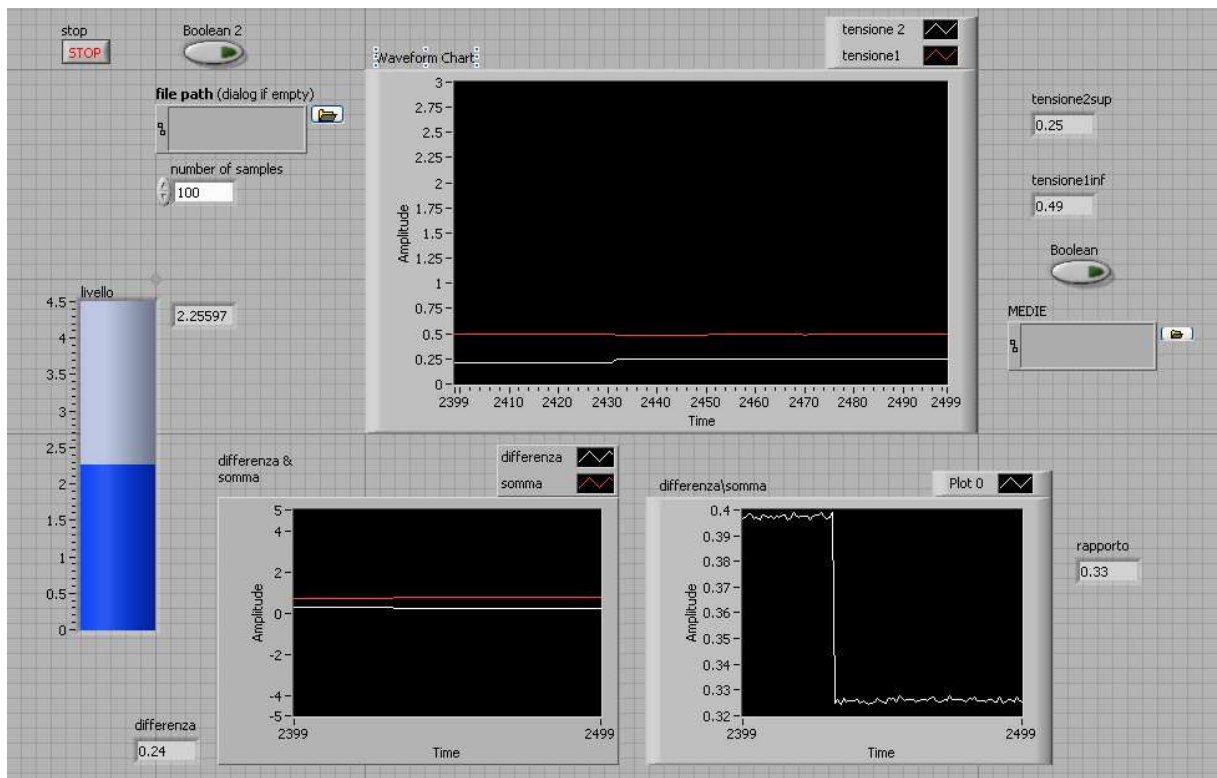 stop
STOP
Boolean 2
file path (dialog if empty)
number of samples
100
Waveform Chart
tensione 2
tensione1
Amplitude
3
2.75
2.5
2.25
2
1.75
1.5
1.25
1
0.75
0.5
0.25
0
2399 2410 2420 2430 2440 2450 2460 2470 2480 2490 2499
Time
tensione2sup
0.25
tensione1inf
0.49
Boolean
MEDIE
livello
2.25597
4.5
4
3.5
3
2.5
2
1.5
1
0.5
0
differenza
0.24
differenza &
somma
differenza
somma
Amplitude
5
4
2
0
-2
-4
-5
2399 2499
Time
differenza\somma
Plot 0
Amplitude
0.4
0.39
0.38
0.37
0.36
0.35
0.34
0.33
0.32
2399 2499
Time
rapporto
0.33